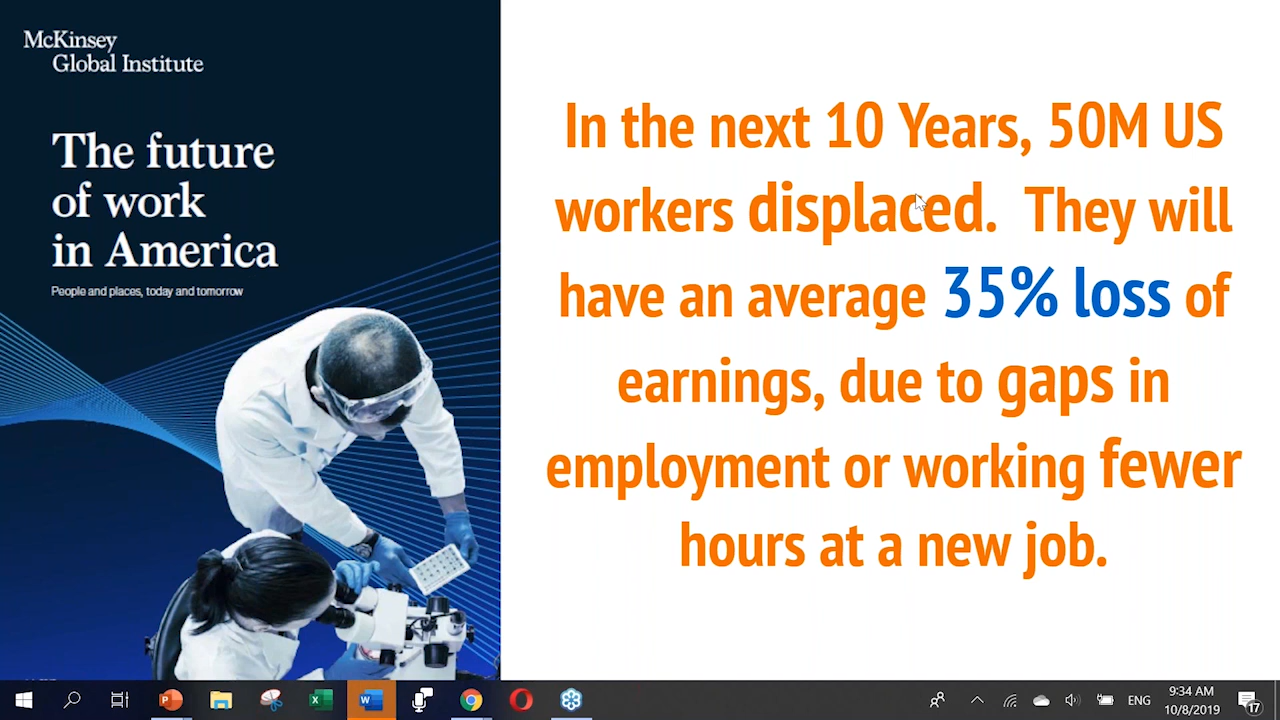 McKinsey
Global Institute
The future
of work
in America
People and places, today and tomorrow
In the next 10 Years, 50M US
workers displaced. They will
have an average 35% loss of
earnings, due to gaps in
employment or working fewer
hours at a new job.
ENG
9:34 AM
10/8/2019
17